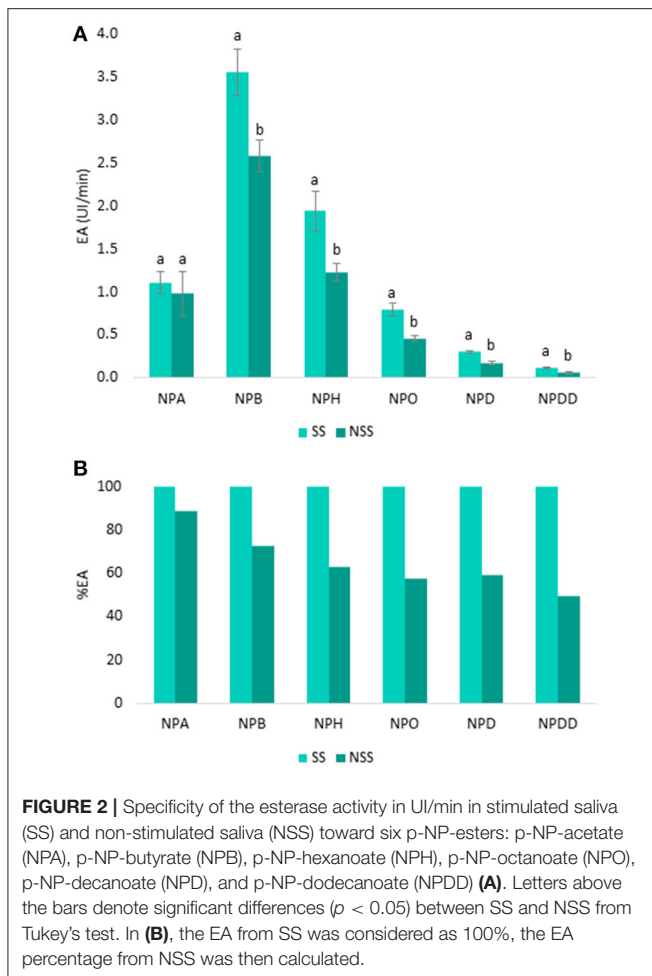 A
4.0
3.5
3.0
2.5
2.0
1.5
1.0
0.5
0.0
EA (UI/min)
a a a b a b a b a b a b
NPA NPB NPH NPO NPD NPDD
SS NSS
B
100
80
60
40
20
0
%EA
NPA NPB NPH NPO NPD NPDD
SS NSS
FIGURE 2 | Specificity of the esterase activity in UI/min in stimulated saliva
(SS) and non-stimulated saliva (NSS) toward six p-NP-esters: p-NP-acetate
(NPA), p-NP-butyrate (NPB), p-NP-hexanoate (NPH), p-NP-octanoate (NPO),
p-NP-decanoate (NPD), and p-NP-dodecanoate (NPDD) (A). Letters above
the bars denote significant differences (p < 0.05) between SS and NSS from
Tukey's test. In (B), the EA from SS was considered as 100%, the EA
percentage from NSS was then calculated.